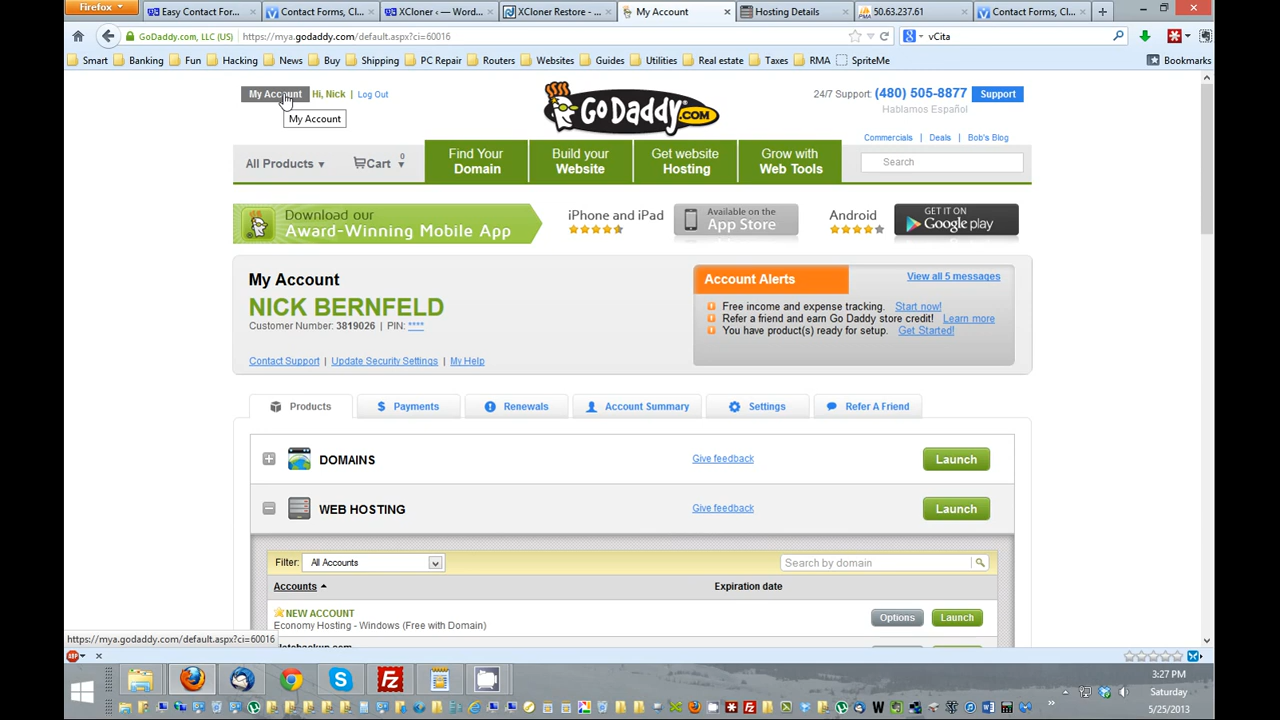 Firefox
Easy Contact For...
Contact Forms, Cl...
XCloner ‹ — Word...
XCloner Restore - ...
My Account
Hosting Details
50.63.237.61
Contact Forms, Cl...
GoDaddy.com, LLC (US)
https://mya.godaddy.com/default.aspx?ci=60016
vCita
Smart
Banking
Fun
Hacking
News
Buy
Shipping
PC Repair
Routers
Websites
Guides
Utilities
Real estate
Taxes
RMA
SpriteMe
Bookmarks
My Account
Hi, Nick | Log Out
My Account
GO DADDY.COM
24/7 Support: (480) 505-8877
Support
Hablamos Español
Commercials | Deals | Bob's Blog
All Products
Cart 0
Find Your
Domain
Build your
Website
Get website
Hosting
Grow with
Web Tools
Search
Download our
Award-Winning Mobile App
iPhone and iPad
Available on the
App Store
Android
GET IT ON
Google play
My Account
NICK BERNFELD
Customer Number: 3819026 | PIN: ****
Contact Support | Update Security Settings | My Help
Account Alerts
View all 5 messages
Free income and expense tracking. Start now!
Refer a friend and earn Go Daddy store credit! Learn more
You have product(s) ready for setup. Get Started!
Products
Payments
Renewals
Account Summary
Settings
Refer A Friend
DOMAINS
Give feedback
Launch
WEB HOSTING
Give feedback
Launch
Filter: All Accounts
Search by domain
Accounts
Expiration date
NEW ACCOUNT
Economy Hosting - Windows (Free with Domain)
Options
Launch
https://mya.godaddy.com/default.aspx?ci=60016
ABP
3:27 PM
Saturday
5/25/2013